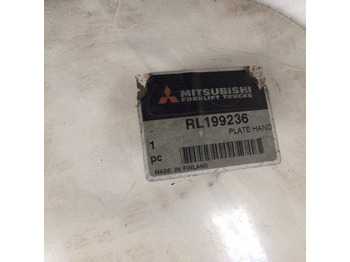 MITSUBISHI
FORKLIFT TRUCKS
RL199236
PLATE HAND
1
pc
MADE IN FINLAND